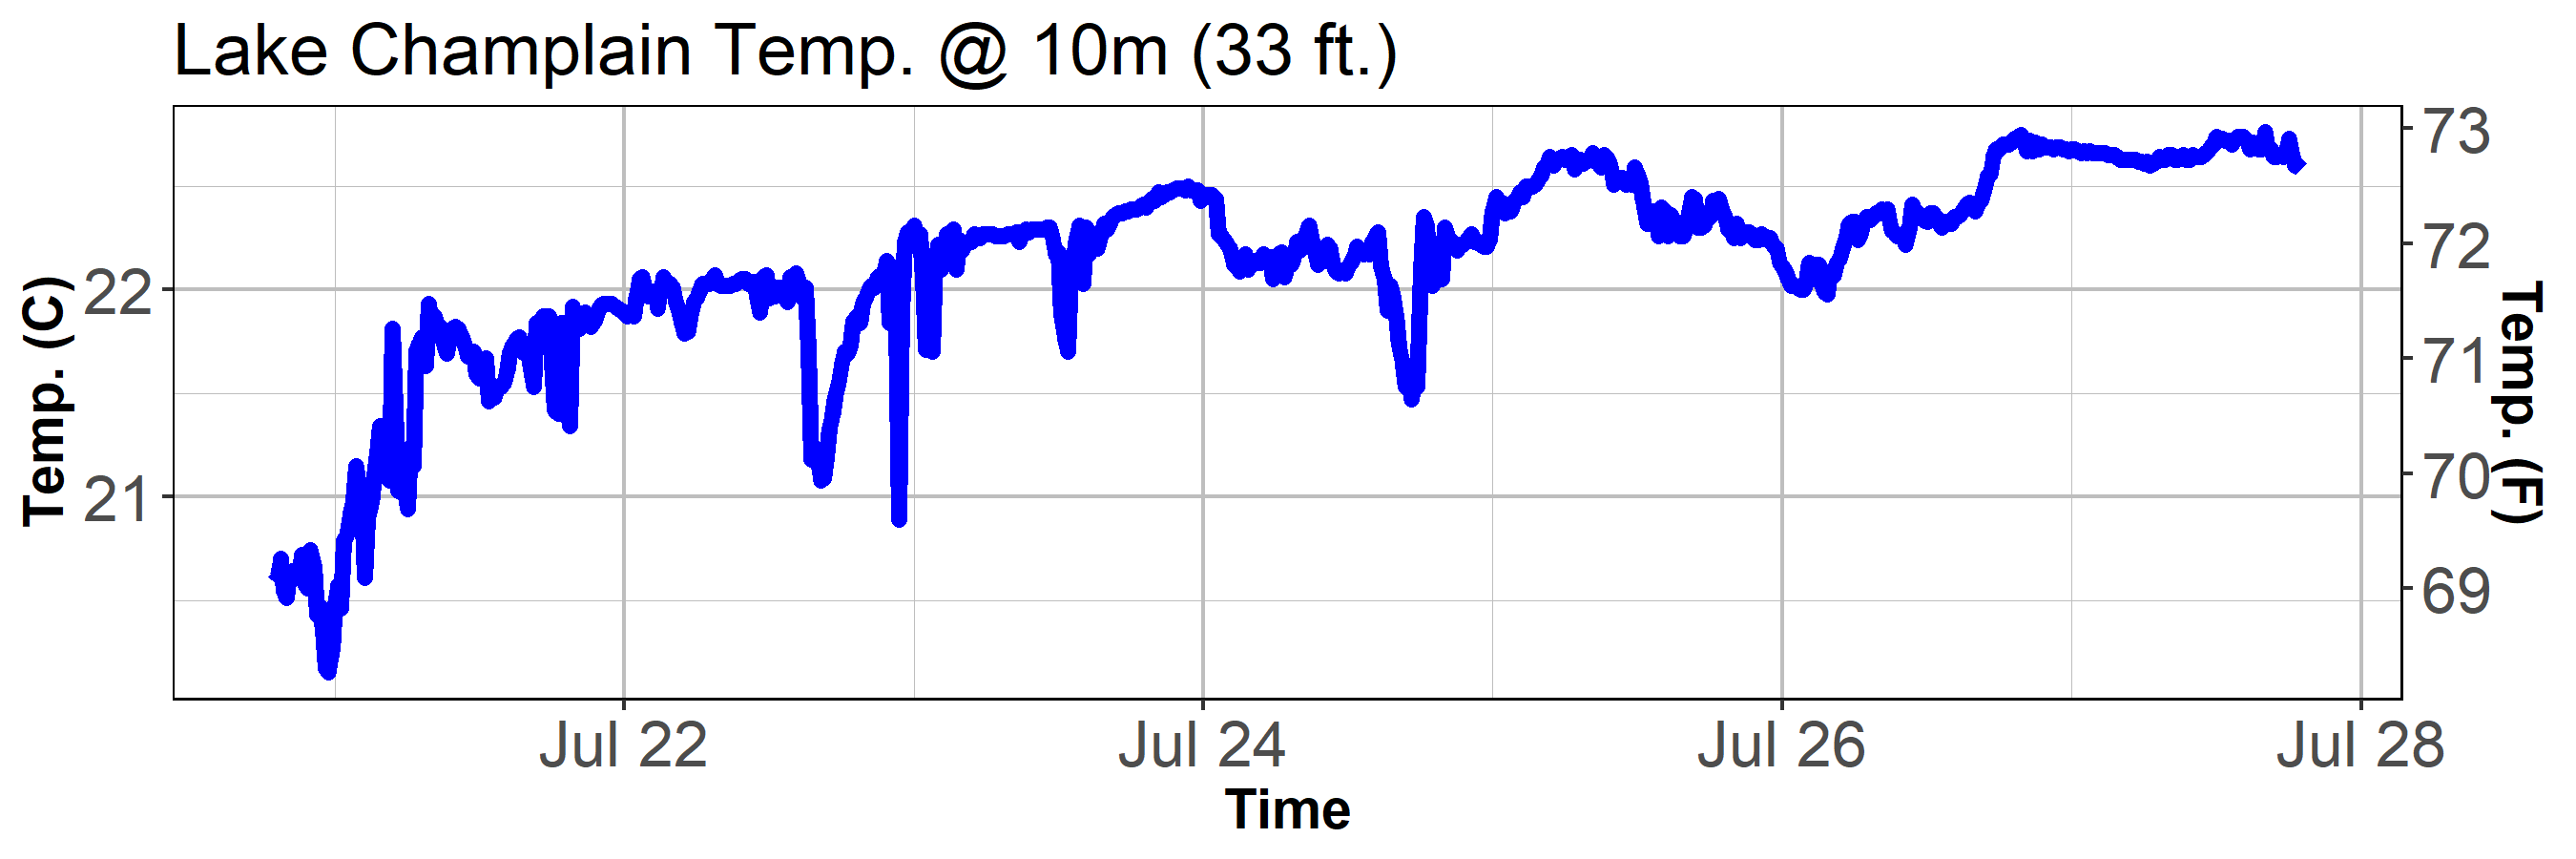 Lake Champlain Temp. @ 10m (33 ft.)
Temp. (C)
22
21
73
72
71
70
69
Temp. (F)
Jul 22
Jul 24
Jul 26
Jul 28
Time